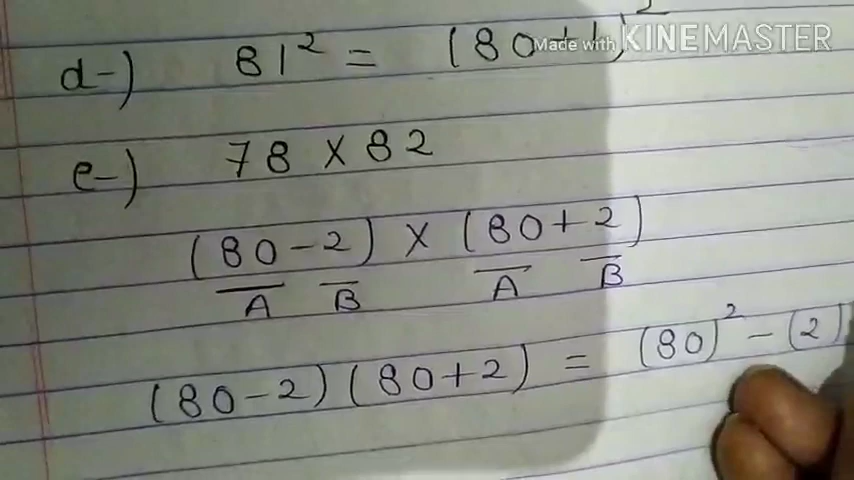 d-) 81² = (80+1)²
Made with KINEMASTER
e-) 78 × 82
(80-2) × (80+2)
A B A B
(80-2)(80+2) = (80)² - (2)